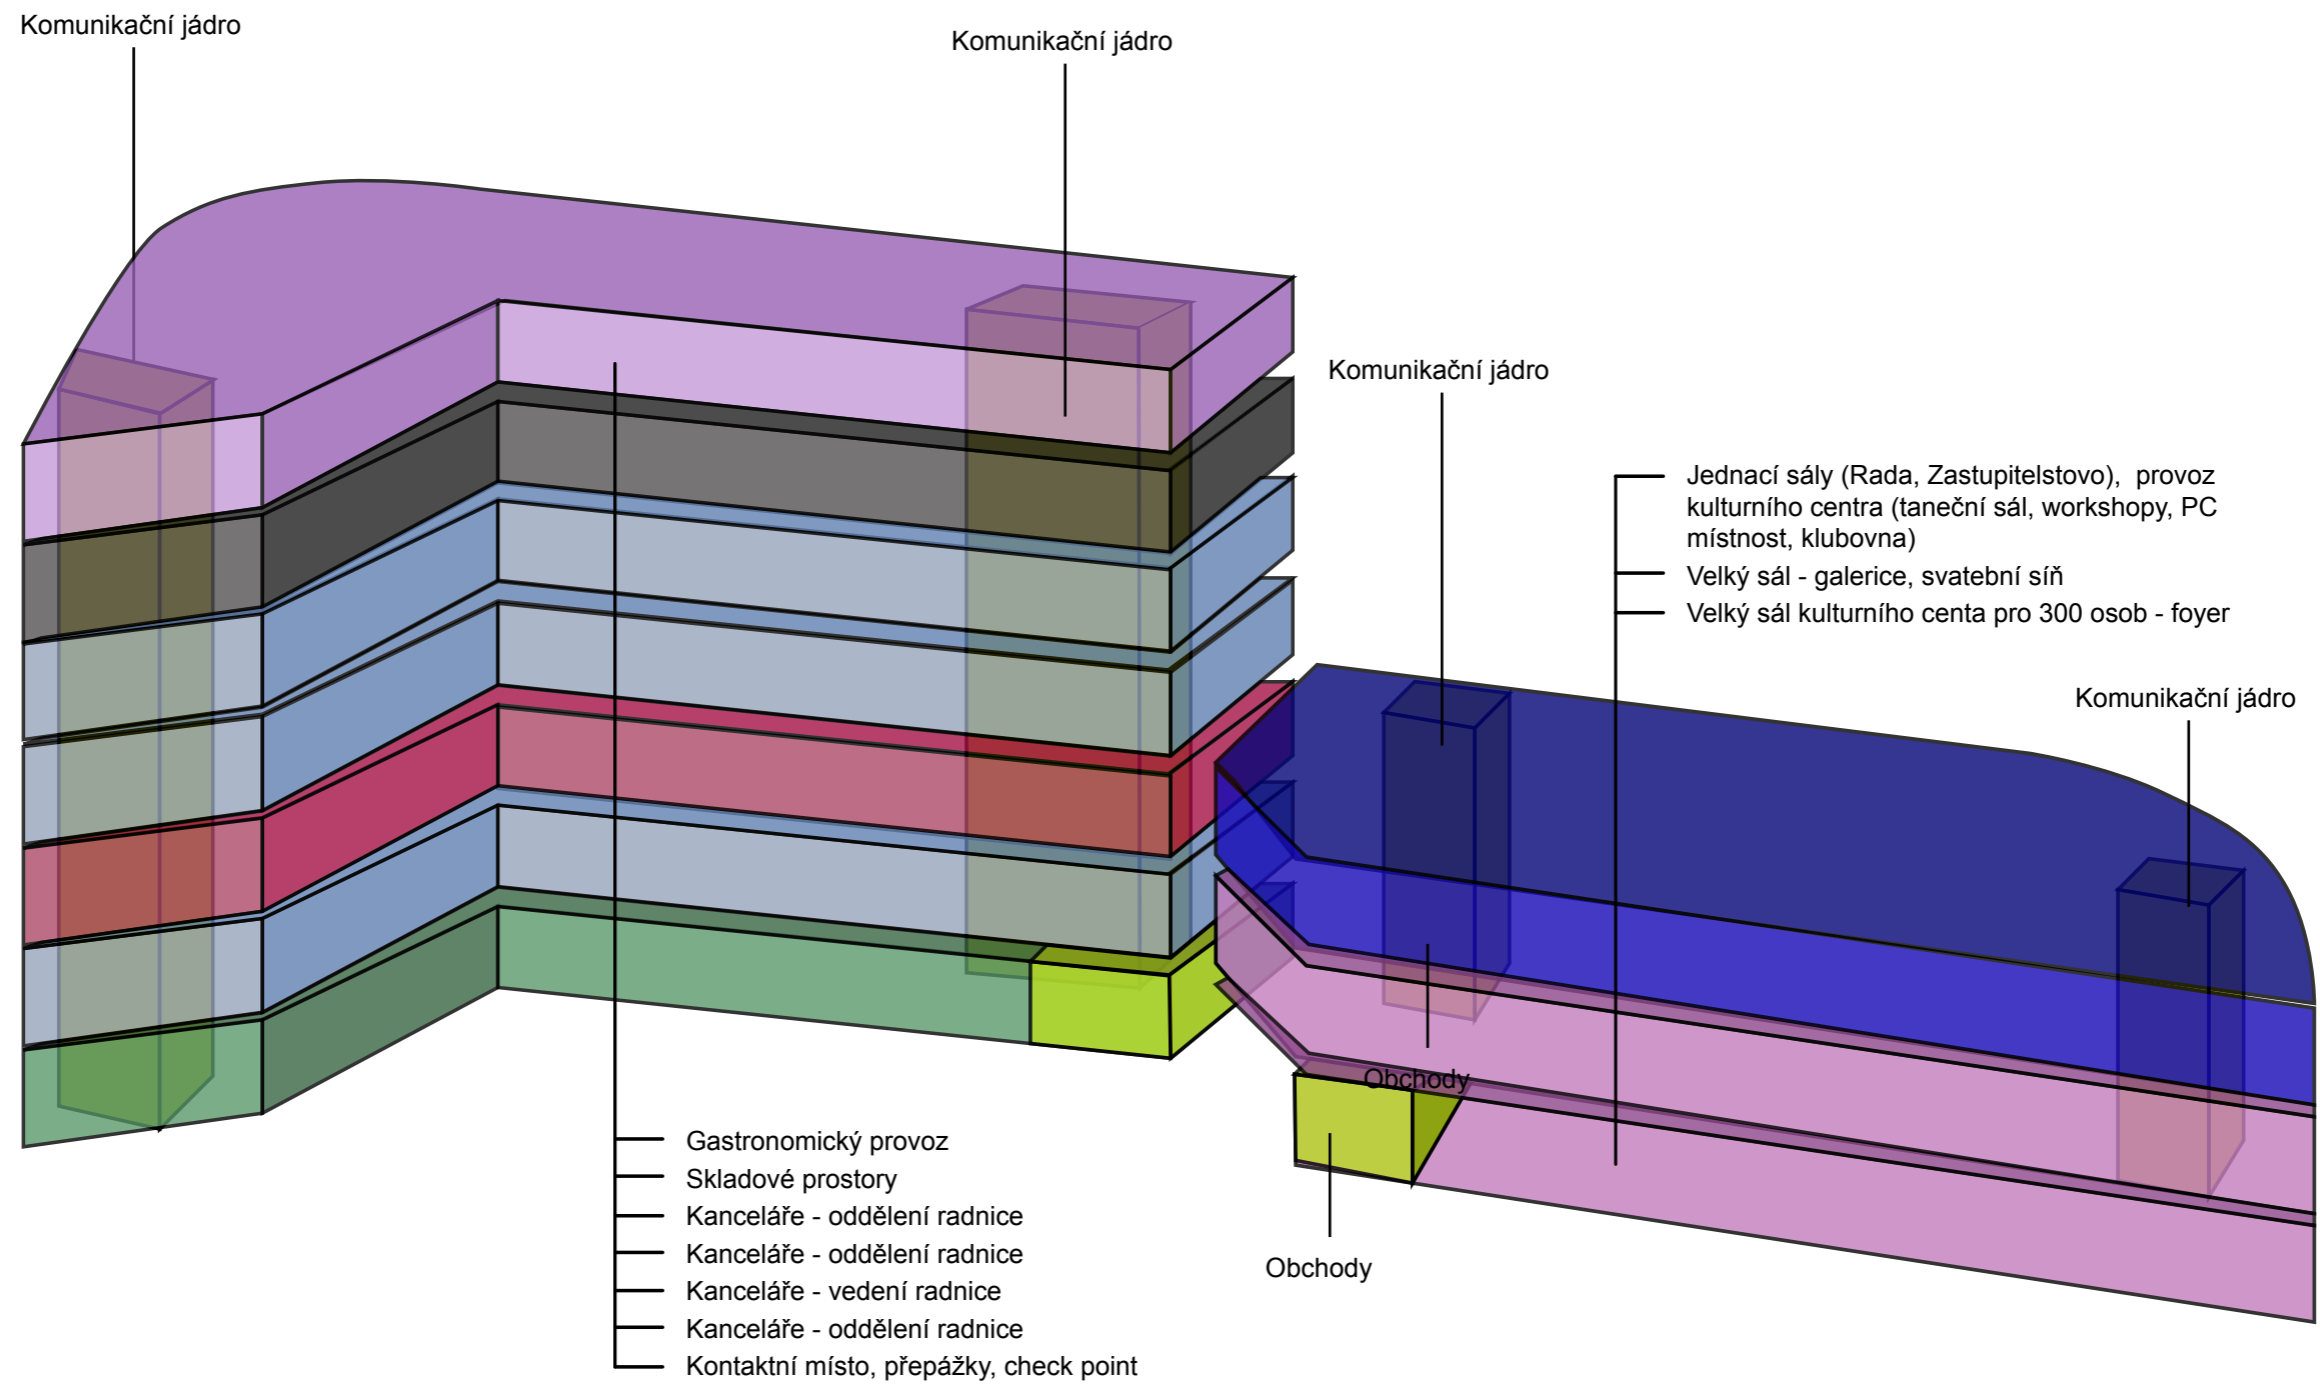 Komunikační jádro
Komunikační jádro
Komunikační jádro
Jednací sály (Rada, Zastupitelstovo),  provoz
kulturního centra (taneční sál, workshopy, PC
místnost, klubovna)
Velký sál - galerice, svatební síň
Velký sál kulturního centa pro 300 osob - foyer
Komunikační jádro
Obchody
Obchody
Gastronomický provoz
Skladové prostory
Kanceláře - oddělení radnice
Kanceláře - oddělení radnice
Kanceláře - vedení radnice
Kanceláře - oddělení radnice
Kontaktní místo, přepážky, check point